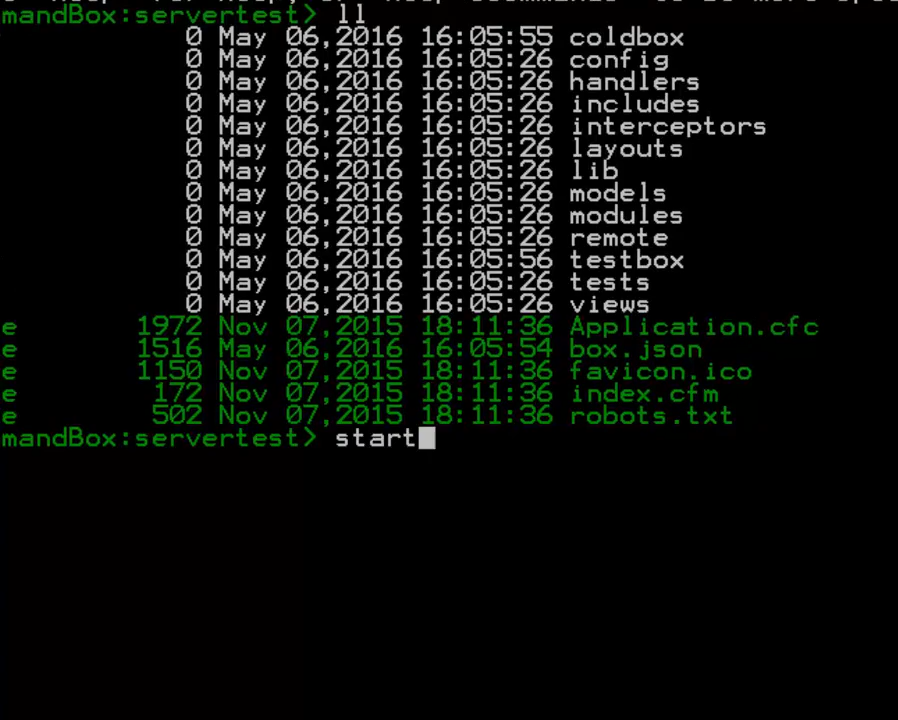 mandBox:servertest> ll
0 May 06,2016 16:05:55 coldbox
0 May 06,2016 16:05:26 config
0 May 06,2016 16:05:26 handlers
0 May 06,2016 16:05:26 includes
0 May 06,2016 16:05:26 interceptors
0 May 06,2016 16:05:26 layouts
0 May 06,2016 16:05:26 lib
0 May 06,2016 16:05:26 models
0 May 06,2016 16:05:26 modules
0 May 06,2016 16:05:26 remote
0 May 06,2016 16:05:56 testbox
0 May 06,2016 16:05:26 tests
0 May 06,2016 16:05:26 views
e 1972 Nov 07,2015 18:11:36 Application.cfc
e 1516 May 06,2016 16:05:54 box.json
e 1150 Nov 07,2015 18:11:36 favicon.ico
e 172 Nov 07,2015 18:11:36 index.cfm
e 502 Nov 07,2015 18:11:36 robots.txt
mandBox:servertest> start